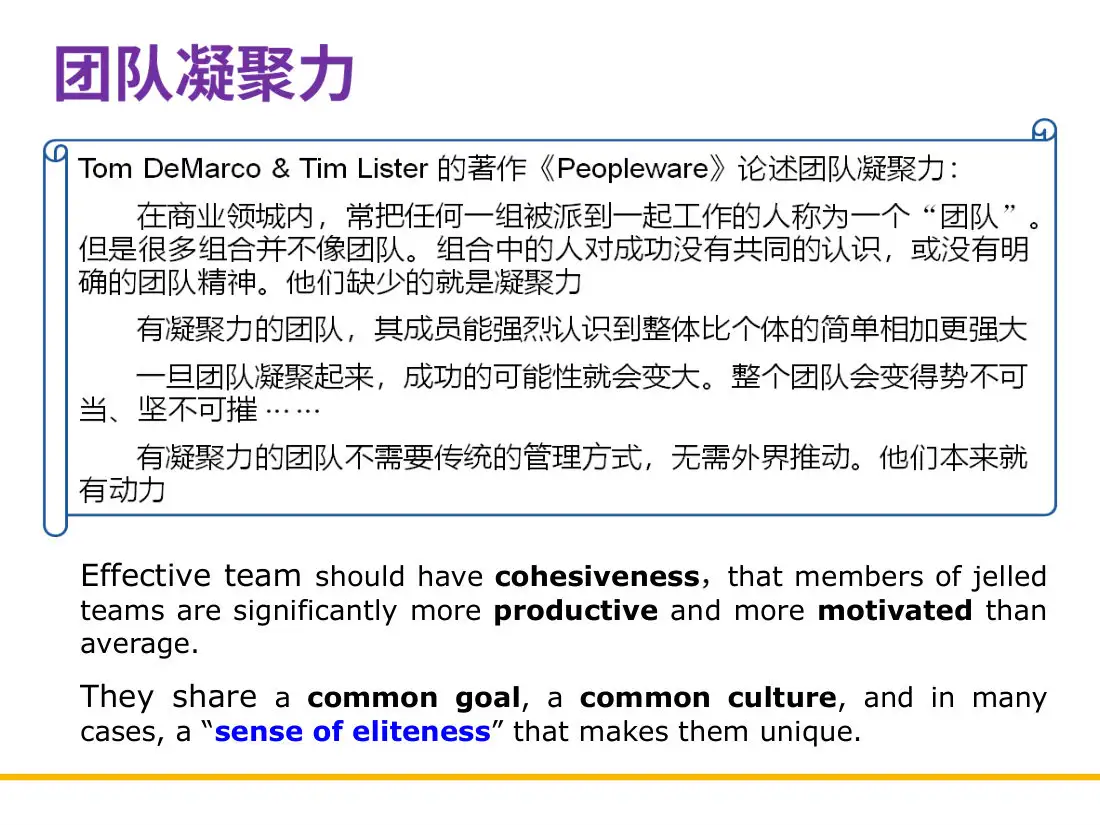 团队凝聚力
Tom DeMarco & Tim Lister 的著作《Peopleware》论述团队凝聚力：
在商业领城内，常把任何一组被派到一起工作的人称为一个“团队”。
但是很多组合并不像团队。组合中的人对成功没有共同的认识，或没有明
确的团队精神。他们缺少的就是凝聚力
有凝聚力的团队，其成员能强烈认识到整体比个体的简单相加更强大
一旦团队凝聚起来，成功的可能性就会变大。整个团队会变得势不可
当、坚不可摧……
有凝聚力的团队不需要传统的管理方式，无需外界推动。他们本来就
有动力
Effective team should have cohesiveness，that members of jelled
teams are significantly more productive and more motivated than
average.
They share a common goal, a common culture, and in many
cases, a “sense of eliteness” that makes them unique.